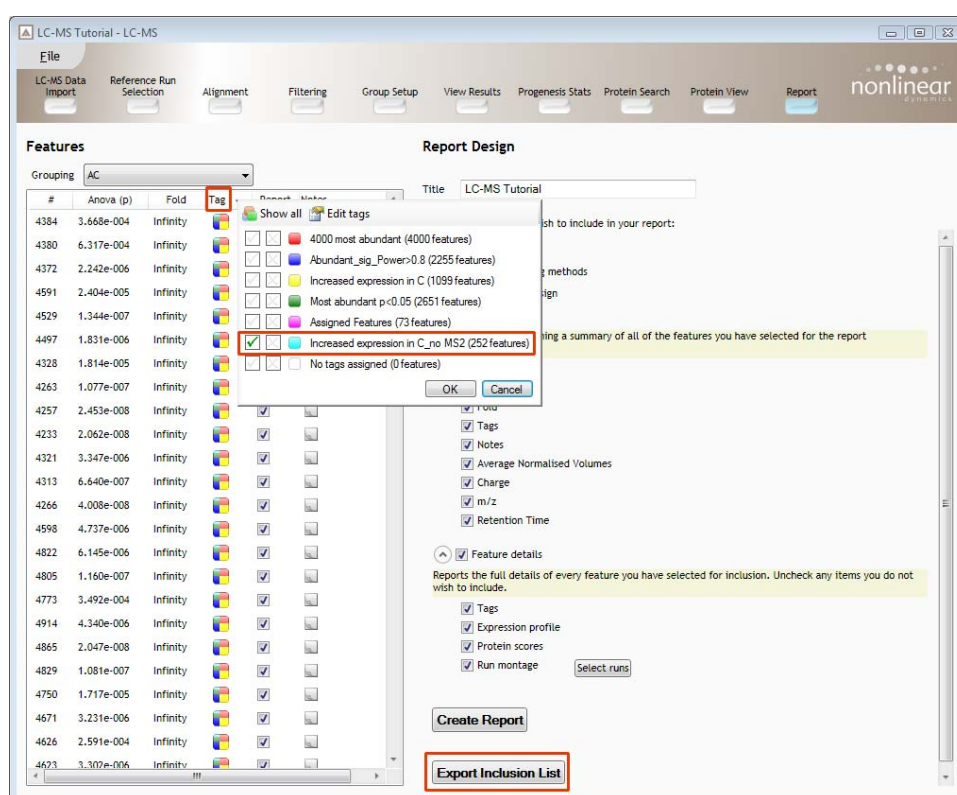 LC-MS Tutorial - LC-MS
File
LC-MS Data Import
Reference Run Selection
Alignment
Filtering
Group Setup
View Results
Progenesis Stats
Protein Search
Protein View
Report
nonlinear
dynamics
Features
Grouping AC
# Anova (p) Fold Tag Report Notes
4384 3.668e-004 Infinity
4380 6.317e-004 Infinity
4372 2.242e-006 Infinity
4591 2.404e-005 Infinity
4529 1.344e-007 Infinity
4497 1.831e-006 Infinity
4328 1.814e-005 Infinity
4263 1.077e-007 Infinity
4257 2.453e-008 Infinity
4233 2.062e-008 Infinity
4321 3.347e-006 Infinity
4313 6.640e-007 Infinity
4266 4.008e-008 Infinity
4598 4.737e-006 Infinity
4822 6.145e-006 Infinity
4805 1.160e-007 Infinity
4773 3.492e-004 Infinity
4914 4.340e-006 Infinity
4865 2.047e-008 Infinity
4829 1.081e-007 Infinity
4750 1.717e-005 Infinity
4671 3.231e-006 Infinity
4626 2.591e-004 Infinity
4623 3.302e-006 Infinity
Show all Edit tags
4000 most abundant (4000 features)
Abundant_sig_Power>0.8 (2255 features)
Increased expression in C (1099 features)
Most abundant p<0.05 (2651 features)
Assigned Features (73 features)
Increased expression in C_no MS2 (252 features)
No tags assigned (0 features)
OK Cancel
Report Design
Title LC-MS Tutorial
ish to include in your report:
methods
ign
ning a summary of all of the features you have selected for the report
Fold
Tags
Notes
Average Normalised Volumes
Charge
m/z
Retention Time
Feature details
Reports the full details of every feature you have selected for inclusion. Uncheck any items you do not
wish to include.
Tags
Expression profile
Protein scores
Run montage Select runs
Create Report
Export Inclusion List